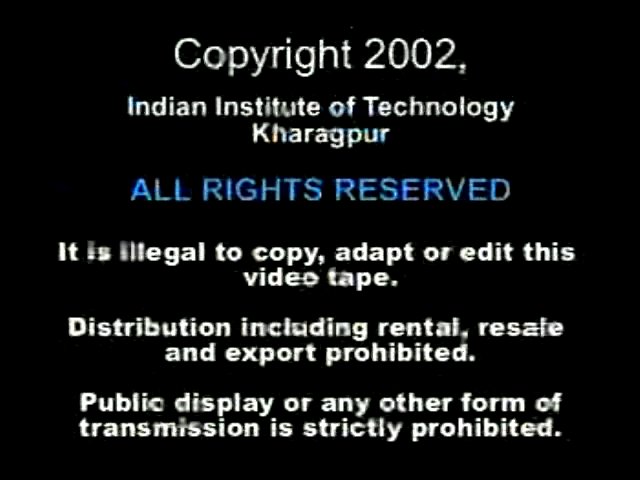 Copyright 2002,
Indian Institute of Technology
Kharagpur
ALL RIGHTS RESERVED
It is illegal to copy, adapt or edit this
video tape.
Distribution including rental, resale
and export prohibited.
Public display or any other form of
transmission is strictly prohibited.